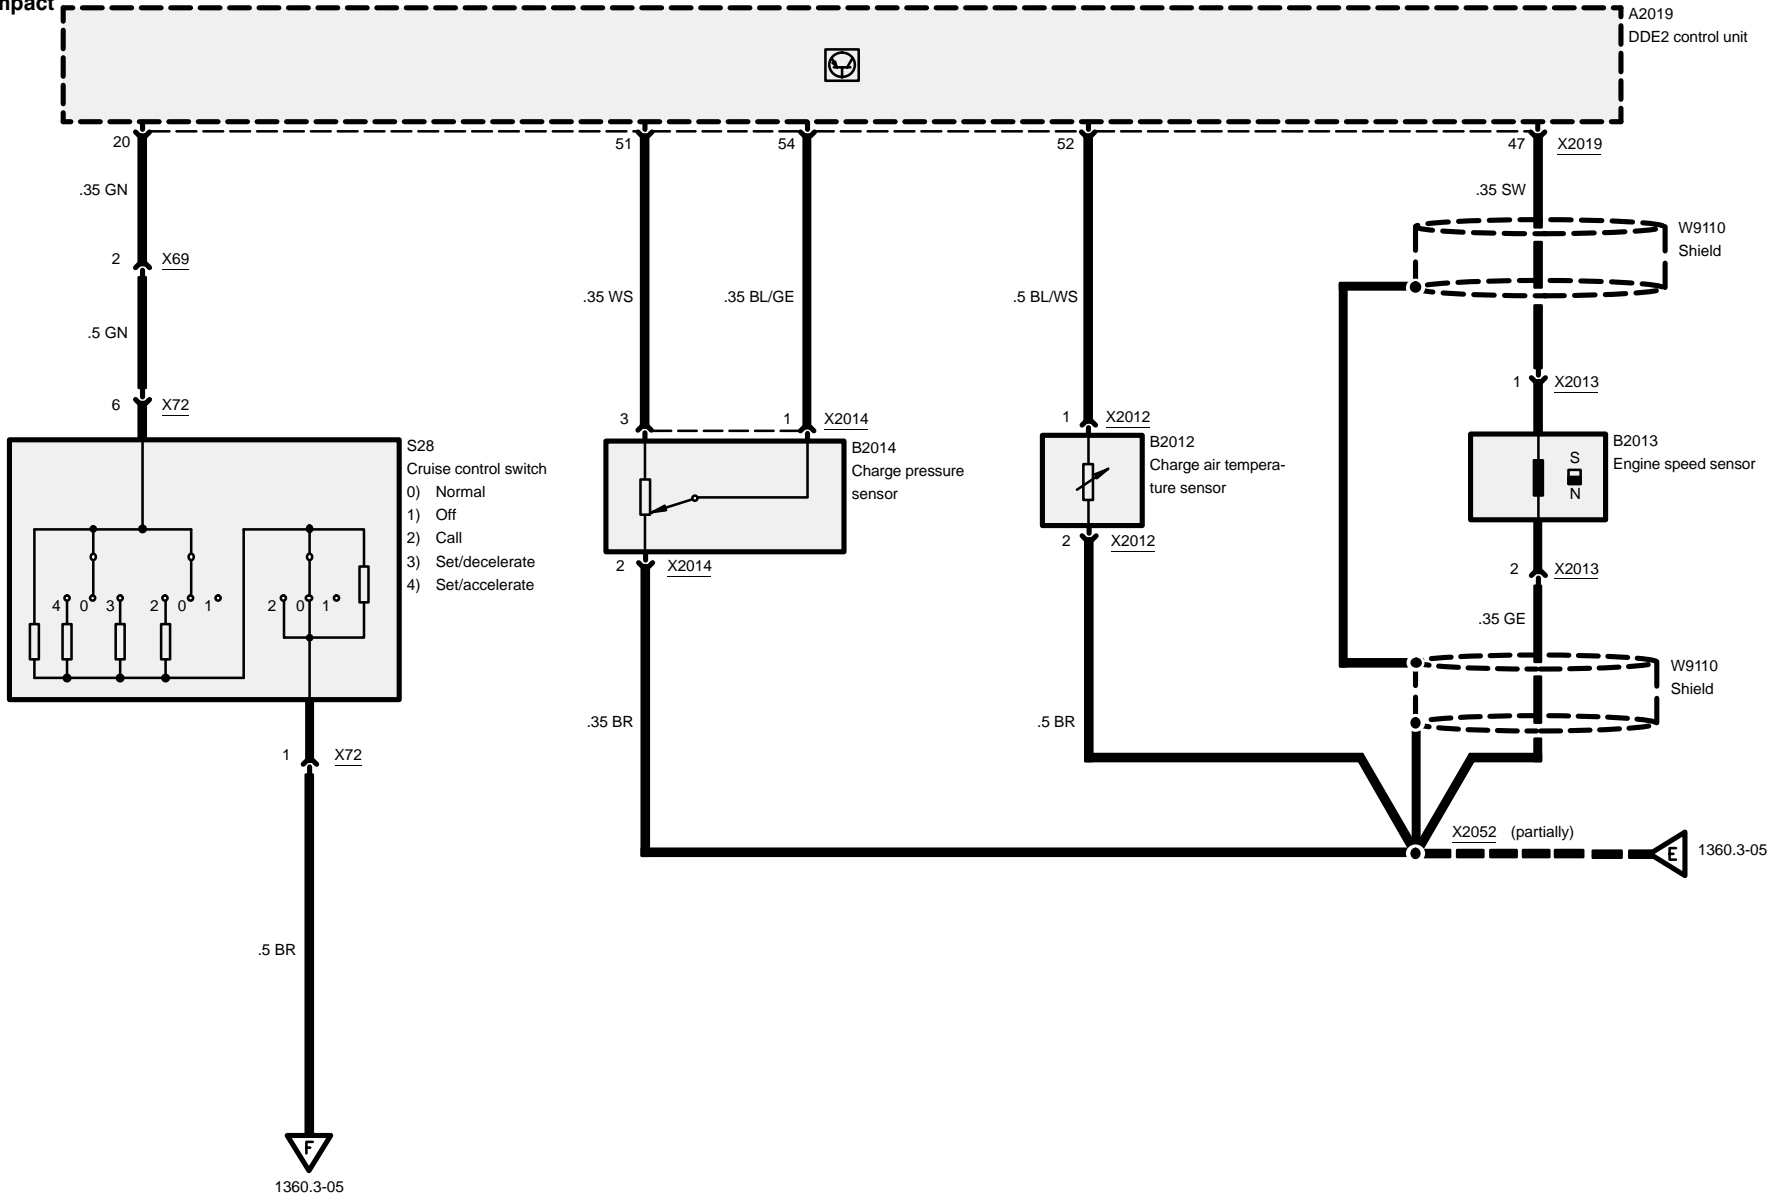 mpact
A2019
DDE2 control unit
20
51
54
52
47
X2019
.35 GN
.35 SW
W9110
Shield
2
X69
.35 WS
.35 BL/GE
.5 BL/WS
.5 GN
1
X2013
6
X72
3
1
X2014
1
X2012
S28
Cruise control switch
0) Normal
1) Off
2) Call
3) Set/decelerate
4) Set/accelerate
B2014
Charge pressure
sensor
B2012
Charge air tempera-
ture sensor
B2013
Engine speed sensor
S
N
2
X2012
2
X2014
2
X2013
4 0 3 2 0 1 2 0 1
.35 GE
W9110
Shield
.35 BR
.5 BR
1
X72
X2052 (partially)
E
1360.3-05
.5 BR
F
1360.3-05